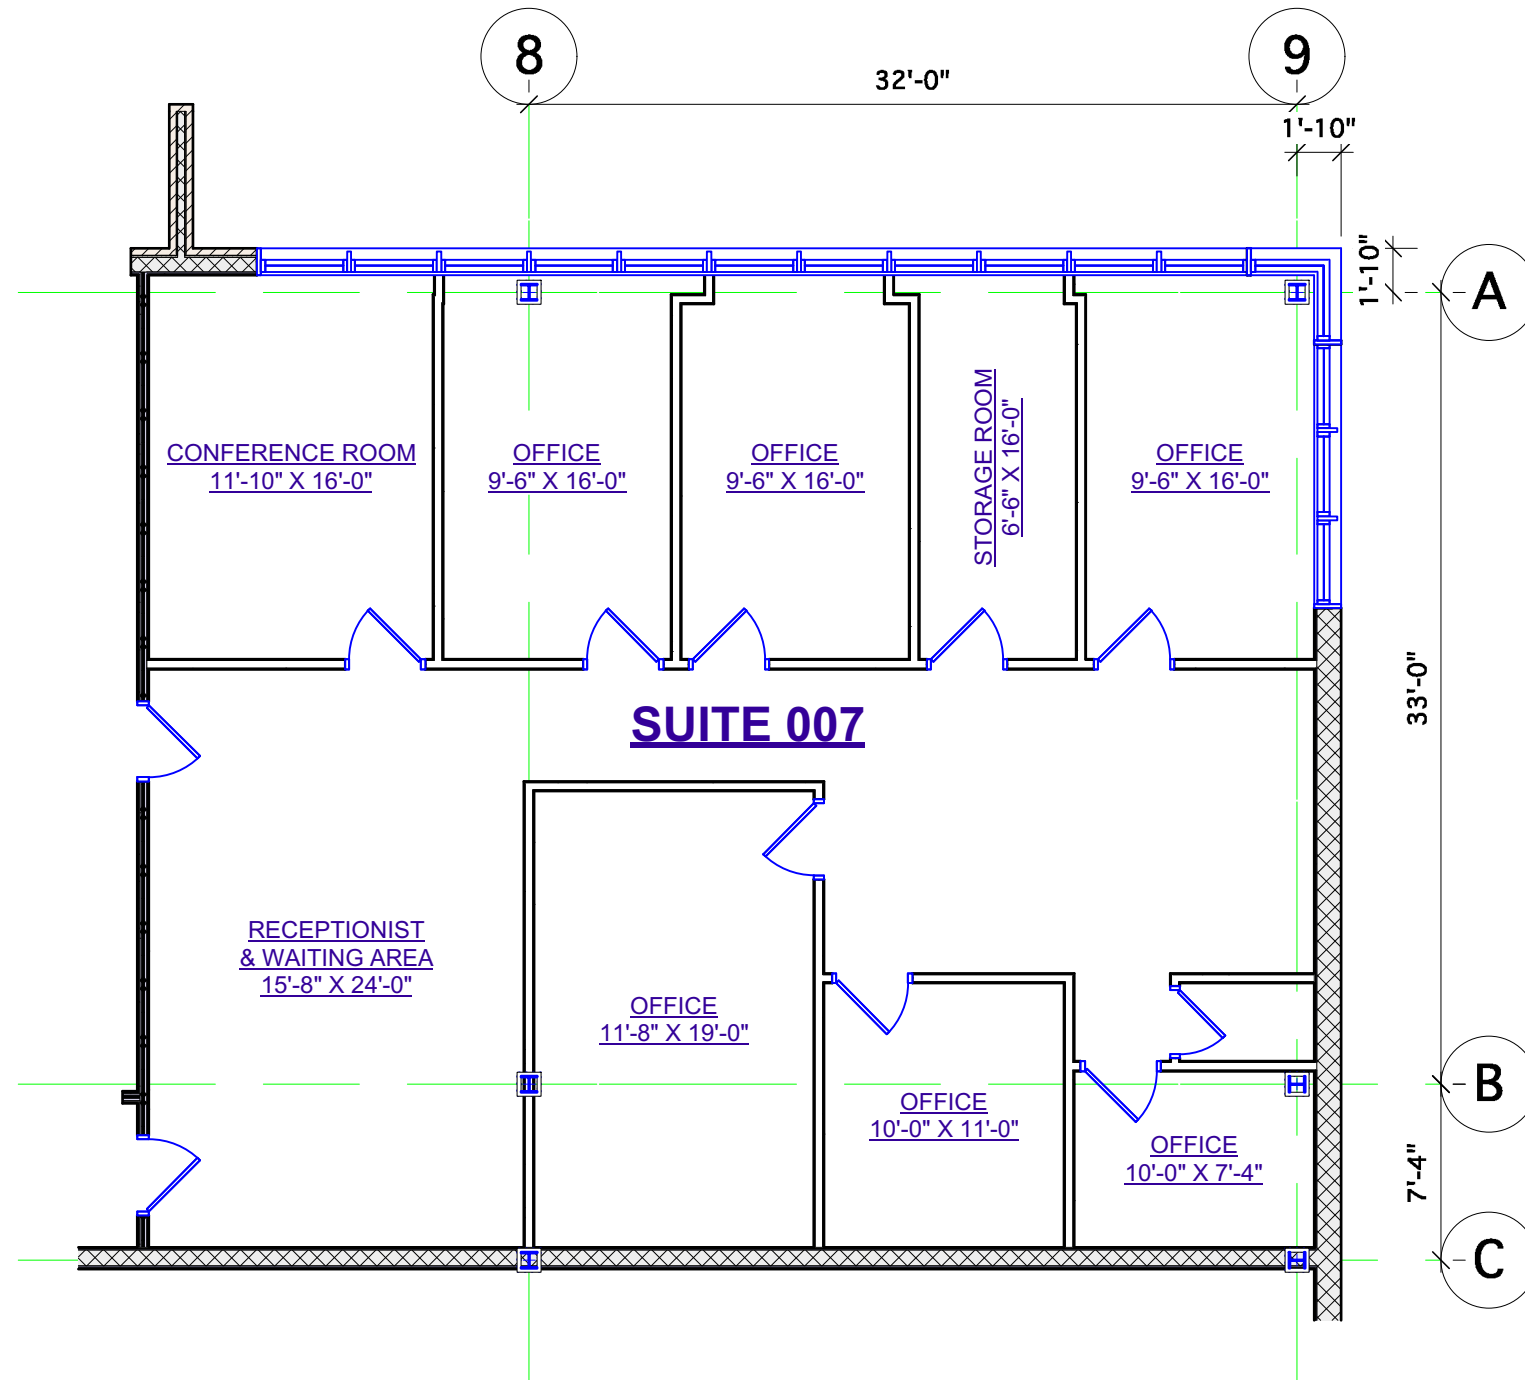 8
9
32'-0"
1'-10"
1'-10"
A
CONFERENCE ROOM
11'-10" X 16'-0"
OFFICE
9'-6" X 16'-0"
OFFICE
9'-6" X 16'-0"
STORAGE ROOM
6'-6" X 16'-0"
OFFICE
9'-6" X 16'-0"
33'-0"
SUITE 007
RECEPTIONIST
& WAITING AREA
15'-8" X 24'-0"
OFFICE
11'-8" X 19'-0"
OFFICE
10'-0" X 11'-0"
OFFICE
10'-0" X 7'-4"
B
7'-4"
C